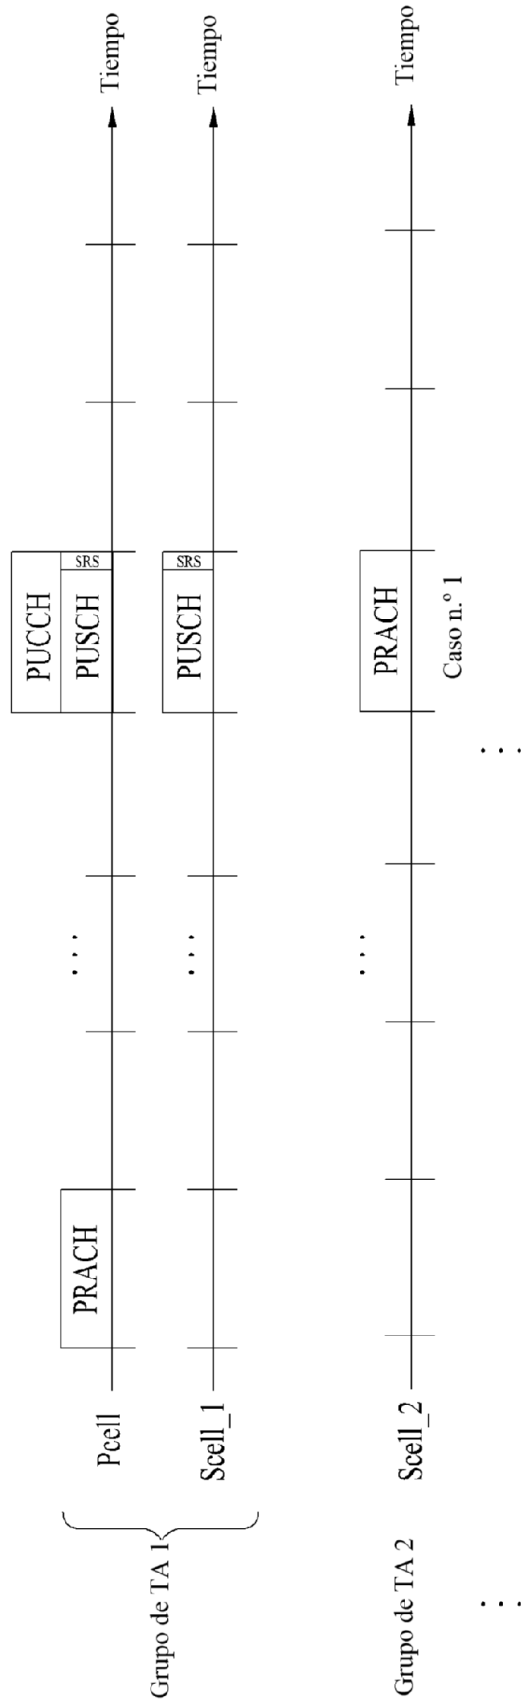 Grupo de TA 1
Pcell
PRACH
. . .
PUCCH
PUSCH
SRS
Tiempo
Scell_1
. . .
PUSCH
SRS
Tiempo
Grupo de TA 2
Scell_2
. . .
PRACH
Tiempo
Caso n.º 1
. . .
. . .